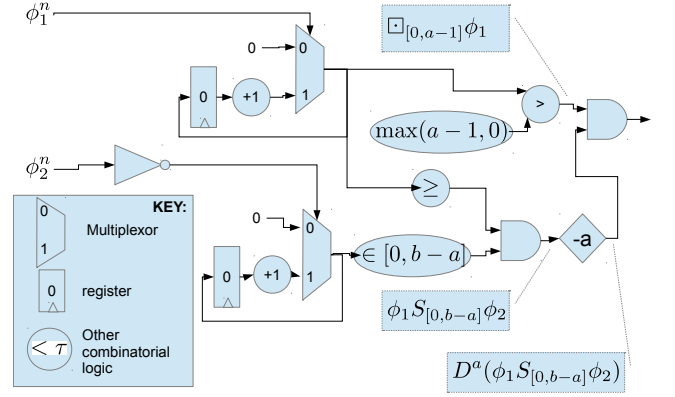 ϕ₁ⁿ
⊡[0,a−1]ϕ₁
0
0
0
+1
1
>
max(a − 1, 0)
ϕ₂ⁿ
≥
KEY:
0
Multiplexor
1
0
0
0
+1
1
∈ [0, b − a]
-a
0
register
ϕ₁S[0,b−a]ϕ₂
< τ
Other
combinatorial
logic
Dᵃ(ϕ₁S[0,b−a]ϕ₂)